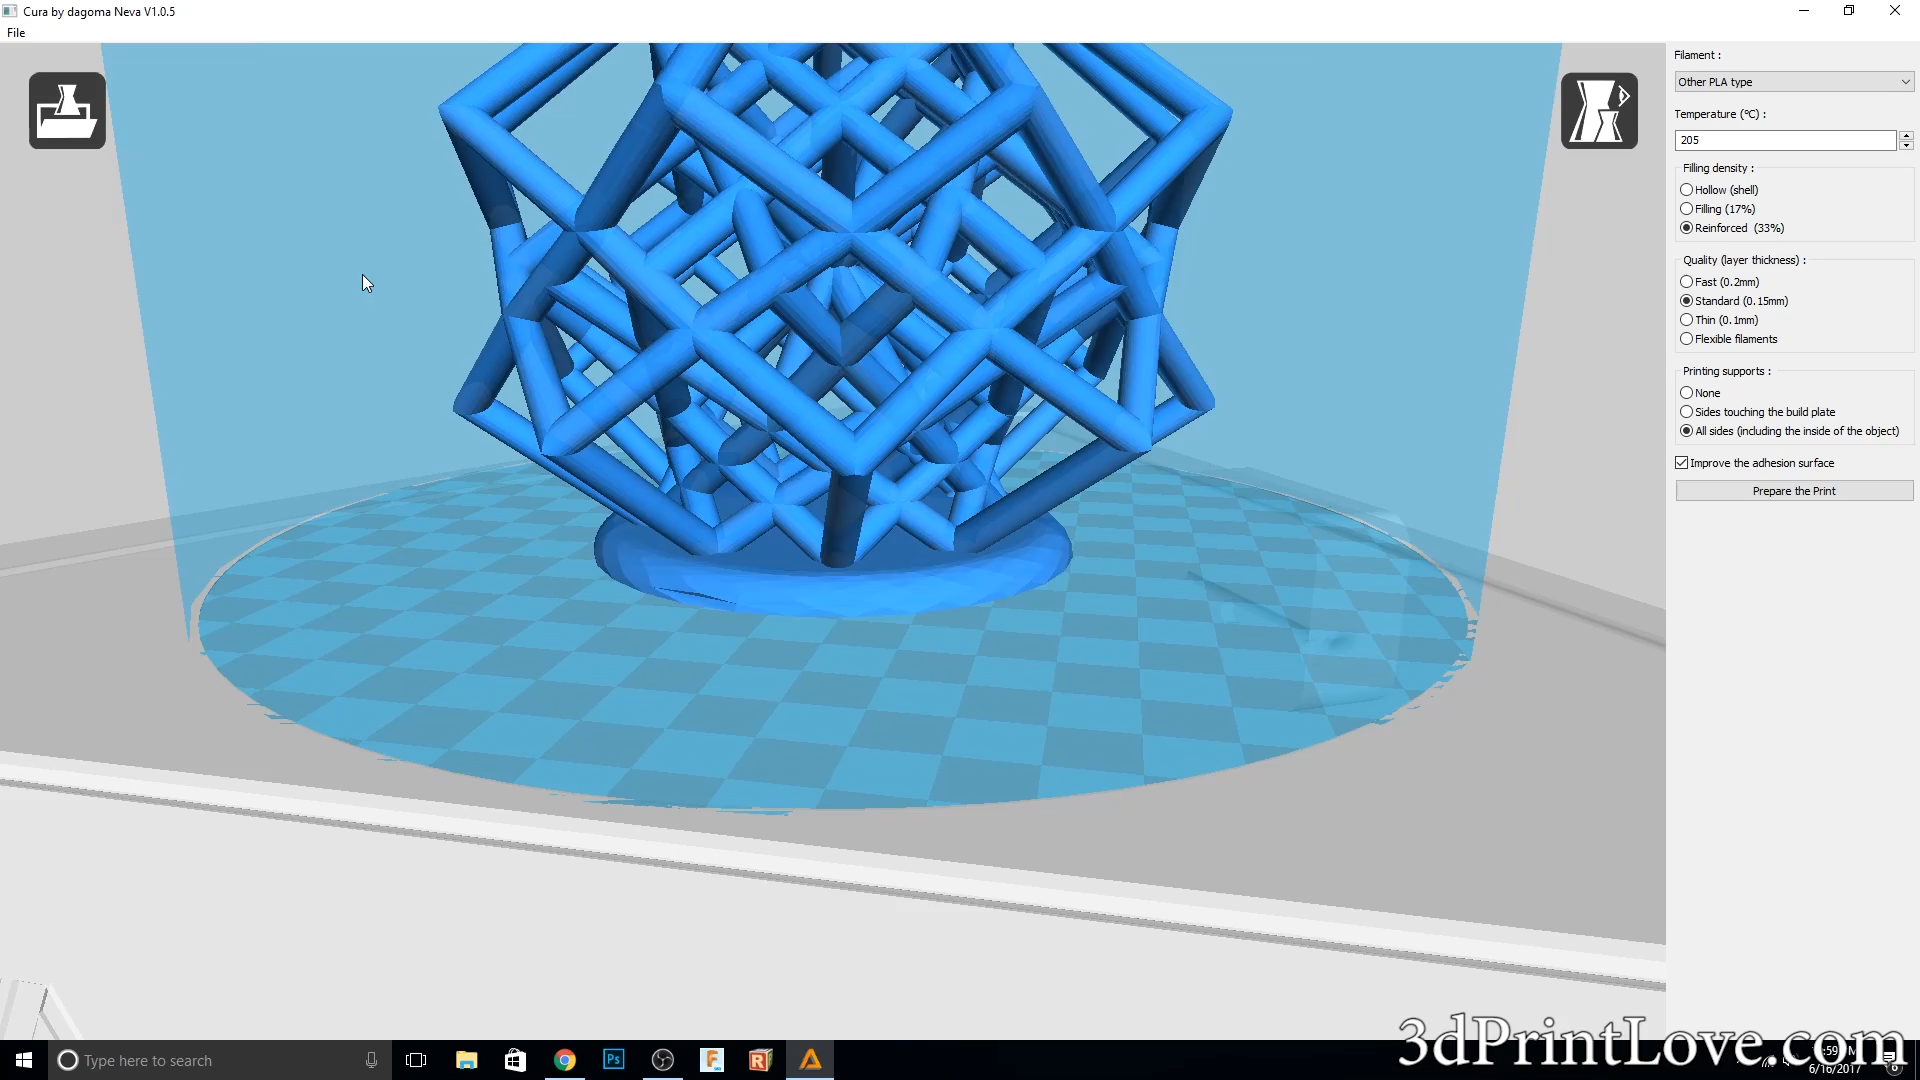 Cura by dagoma Neva V1.0.5
File
Filament :
Other PLA type
Temperature (°C) :
205
Filling density :
Hollow (shell)
Filling (17%)
Reinforced (33%)
Quality (layer thickness) :
Fast (0.2mm)
Standard (0.15mm)
Thin (0.1mm)
Flexible filaments
Printing supports :
None
Sides touching the build plate
All sides (including the inside of the object)
Improve the adhesion surface
Prepare the Print
3dPrintLove.com
Type here to search
Ps
F
R
6/16/2017